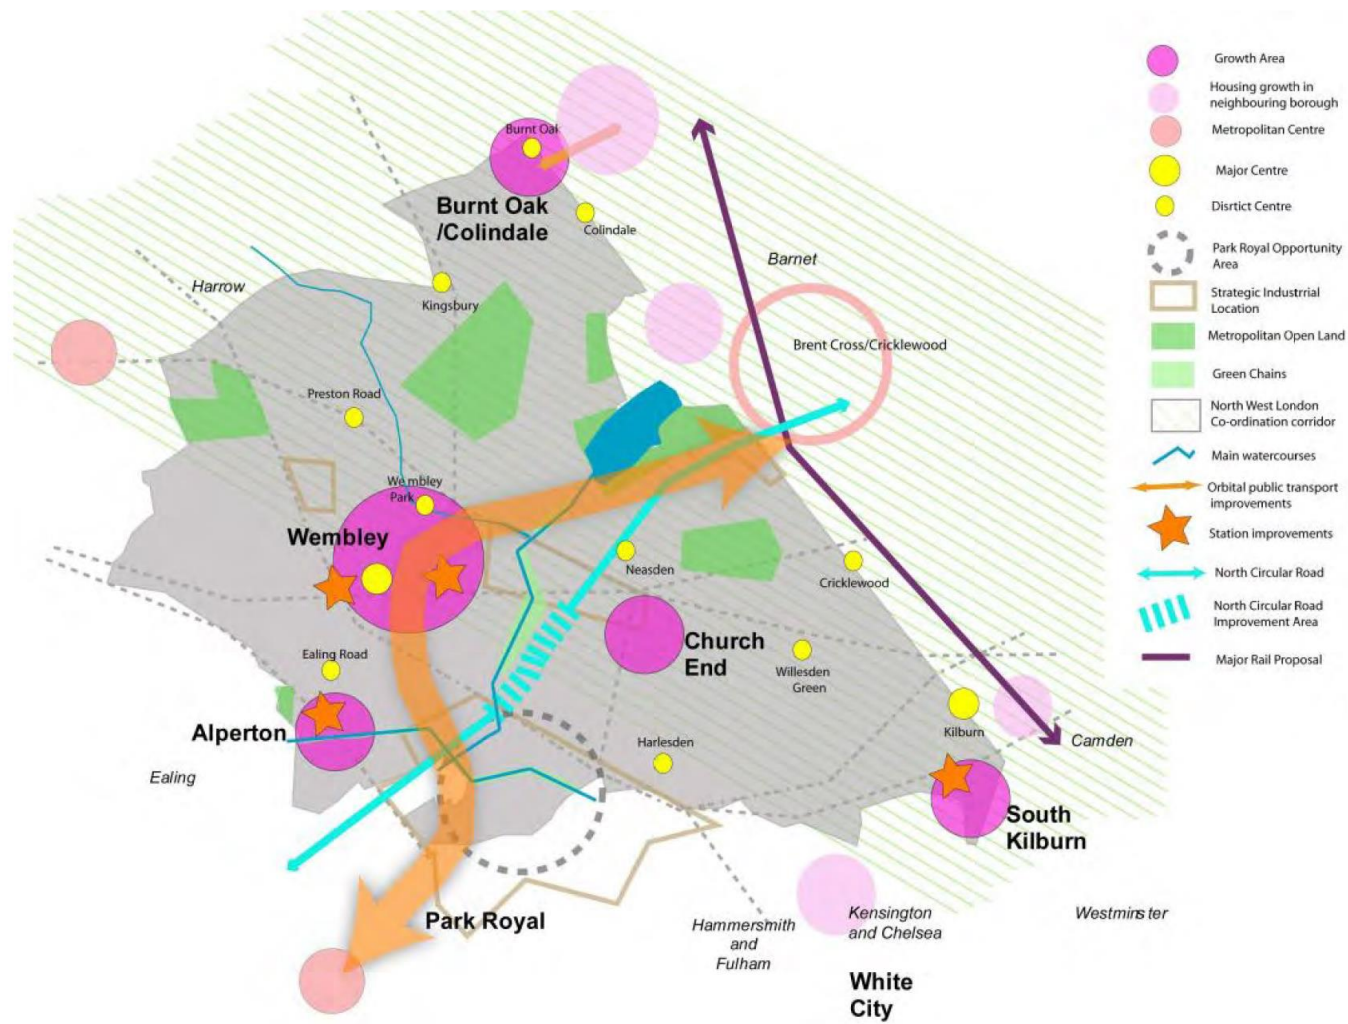 Growth Area
Housing growth in
neighbouring borough
Metropolitan Centre
Major Centre
Disrtict Centre
Park Royal Opportunity
Area
Strategic Industrrial
Location
Metropolitan Open Land
Green Chains
North West London
Co-ordination corridor
Main watercourses
Orbital public transport
improvements
Station improvements
North Circular Road
North Circular Road
Improvement Area
Major Rail Proposal
Burnt Oak
Burnt Oak
/Colindale
Colindale
Barnet
Harrow
Kingsbury
Brent Cross/Cricklewood
Preston Road
Wembley
Park
Wembley
Neasden
Cricklewood
Church
End
Ealing Road
Willesden
Green
Alperton
Kilburn
Harlesden
Camden
Ealing
South
Kilburn
Park Royal
Hammersmith
and
Fulham
Kensington
and Chelsea
Westminster
White
City